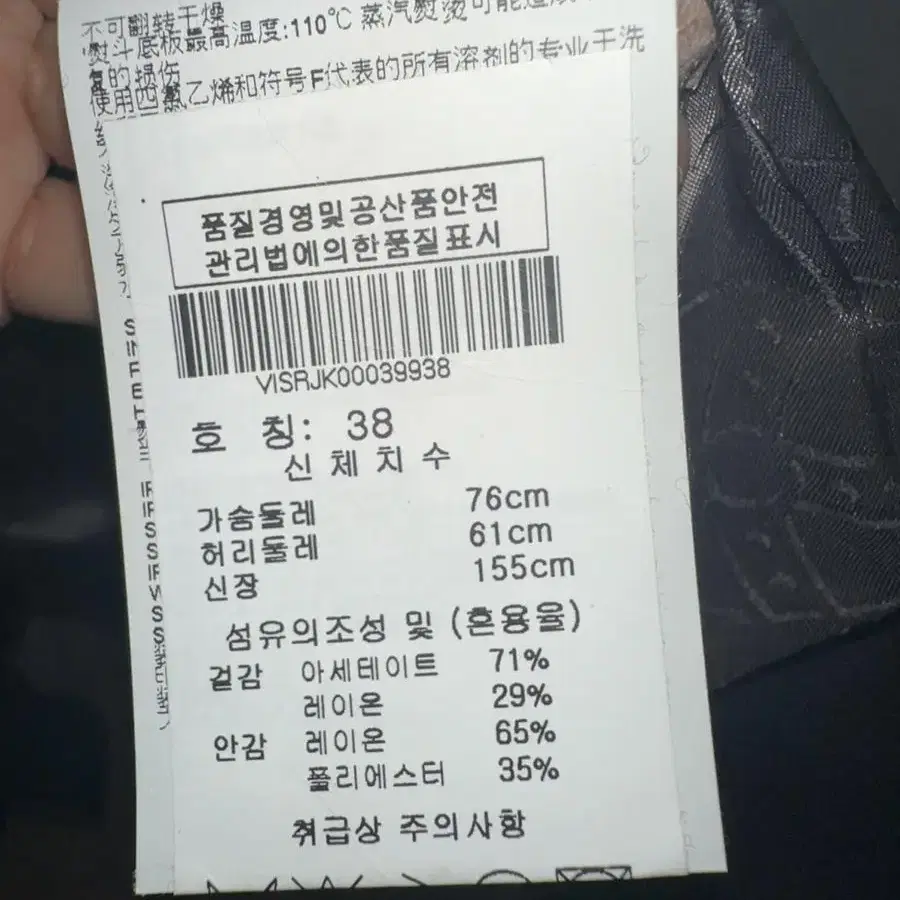 不可翻转干燥
熨斗底板最高温度:110℃ 蒸汽熨烫可能造成
复的损伤
使用四氯乙烯和符号F代表的所有溶剂的专业干洗
품질경영및공산품안전
관리법에의한품질표시
VISRJK00039938
호 칭: 38
신 체 치 수
가슴둘레 76cm
허리둘레 61cm
신장 155cm
섬유의조성 및 (혼용율)
겉감 아세테이트 71%
레이온 29%
안감 레이온 65%
폴리에스터 35%
취급상 주의사항